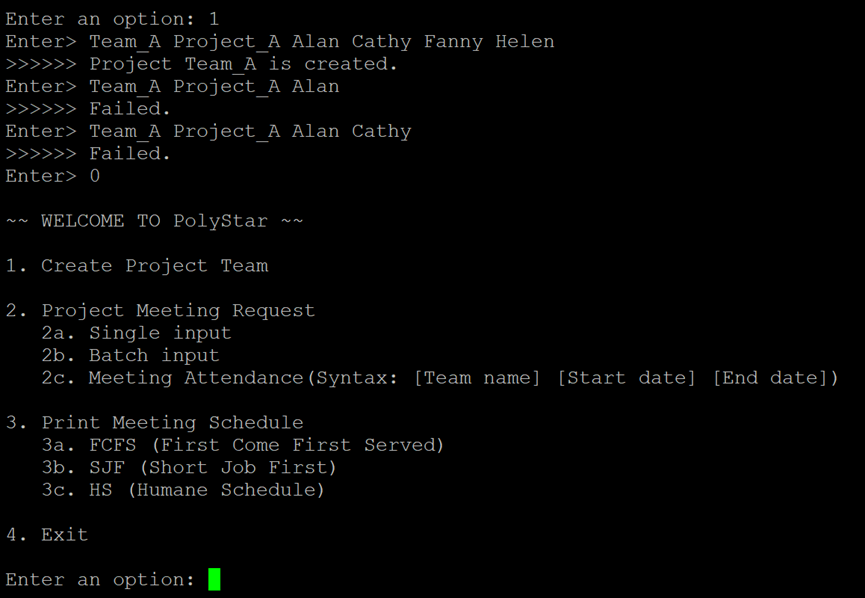 Enter an option: 1
Enter> Team_A Project_A Alan Cathy Fanny Helen
>>>>>> Project Team_A is created.
Enter> Team_A Project_A Alan
>>>>>> Failed.
Enter> Team_A Project_A Alan Cathy
>>>>>> Failed.
Enter> 0
~~ WELCOME TO PolyStar ~~
1. Create Project Team
2. Project Meeting Request
2a. Single input
2b. Batch input
2c. Meeting Attendance(Syntax: [Team name] [Start date] [End date])
3. Print Meeting Schedule
3a. FCFS (First Come First Served)
3b. SJF (Short Job First)
3c. HS (Humane Schedule)
4. Exit
Enter an option: